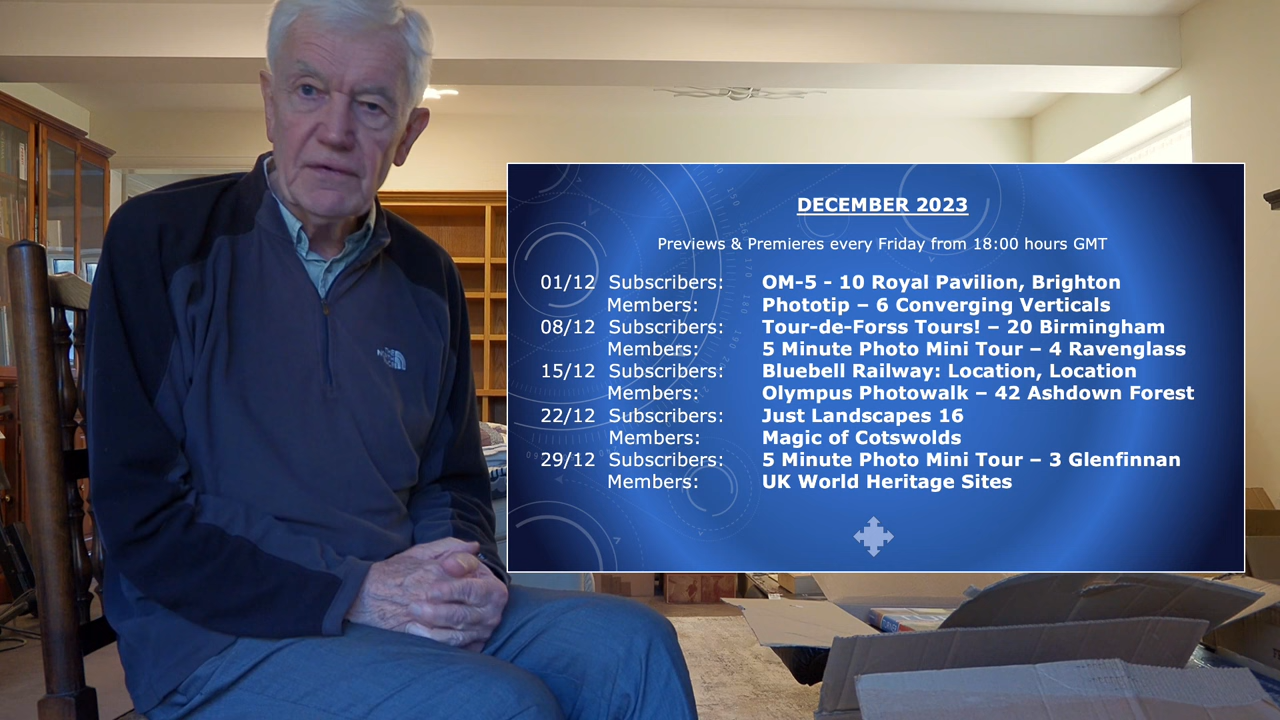 DECEMBER 2023
Previews & Premieres every Friday from 18:00 hours GMT
01/12 Subscribers: OM-5 - 10 Royal Pavilion, Brighton
Members: Phototip – 6 Converging Verticals
08/12 Subscribers: Tour-de-Forss Tours! – 20 Birmingham
Members: 5 Minute Photo Mini Tour – 4 Ravenglass
15/12 Subscribers: Bluebell Railway: Location, Location
Members: Olympus Photowalk – 42 Ashdown Forest
22/12 Subscribers: Just Landscapes 16
Members: Magic of Cotswolds
29/12 Subscribers: 5 Minute Photo Mini Tour – 3 Glenfinnan
Members: UK World Heritage Sites